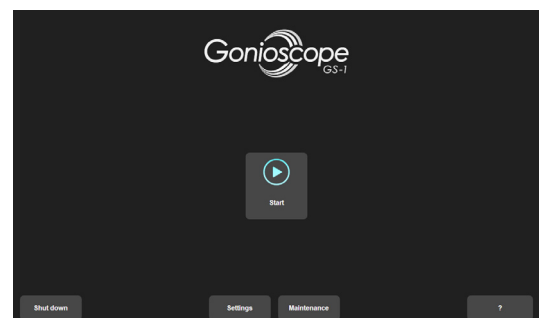 Gonioscope
GS-1
Start
Shut down
Settings
Maintenance
?